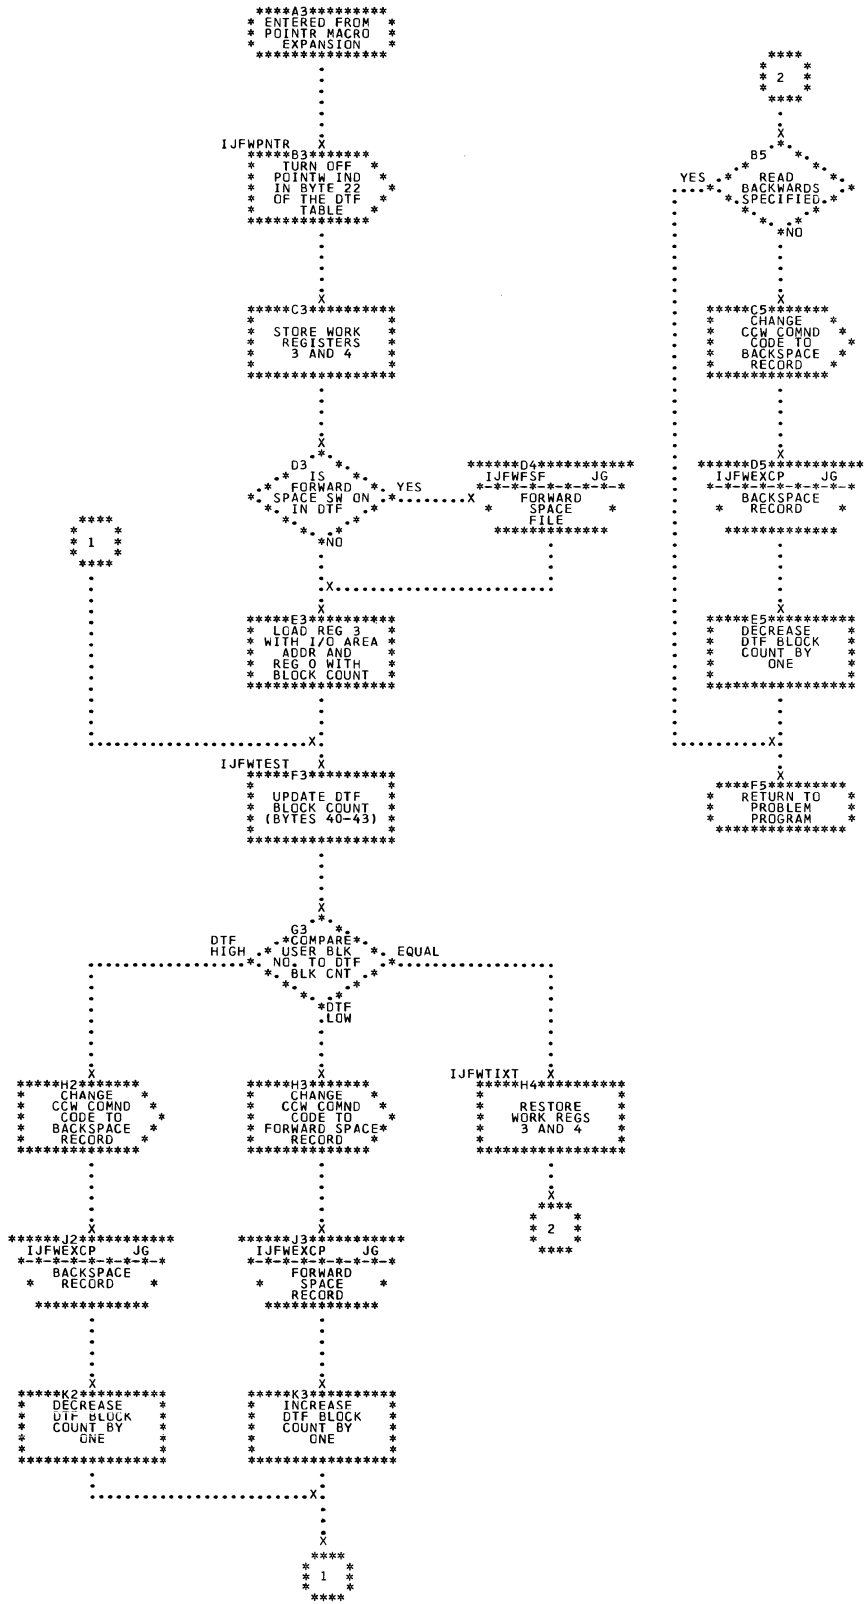 A3
ENTERED FROM
POINTR MACRO
EXPANSION
IJFWPNTR
B3
TURN OFF
POINTW IND
IN BYTE 22
OF THE DTF
TABLE
C3
STORE WORK
REGISTERS
3 AND 4
D3
IS
FORWARD
SPACE SW ON
IN DTF
YES
NO
D4
IJFWFSF JG
FORWARD
SPACE
FILE
1
E3
LOAD REG 3
WITH I/O AREA
ADDR AND
REG 0 WITH
BLOCK COUNT
IJFWTEST
F3
UPDATE DTF
BLOCK COUNT
(BYTES 40-43)
G3
COMPARE
USER BLK
NO. TO DTF
BLK CNT
DTF
HIGH
EQUAL
DTF
LOW
H2
CHANGE
CCW COMND
CODE TO
BACKSPACE
RECORD
H3
CHANGE
CCW COMND
CODE TO
FORWARD SPACE
RECORD
IJFWTIXT
H4
RESTORE
WORK REGS
3 AND 4
2
J2
IJFWEXCP JG
BACKSPACE
RECORD
J3
IJFWEXCP JG
FORWARD
SPACE
RECORD
K2
DECREASE
DTF BLOCK
COUNT BY
ONE
K3
INCREASE
DTF BLOCK
COUNT BY
ONE
1
2
B5
READ
BACKWARDS
SPECIFIED
YES
NO
C5
CHANGE
CCW COMND
CODE TO
BACKSPACE
RECORD
D5
IJFWEXCP JG
BACKSPACE
RECORD
E5
DECREASE
DTF BLOCK
COUNT BY
ONE
F5
RETURN TO
PROBLEM
PROGRAM